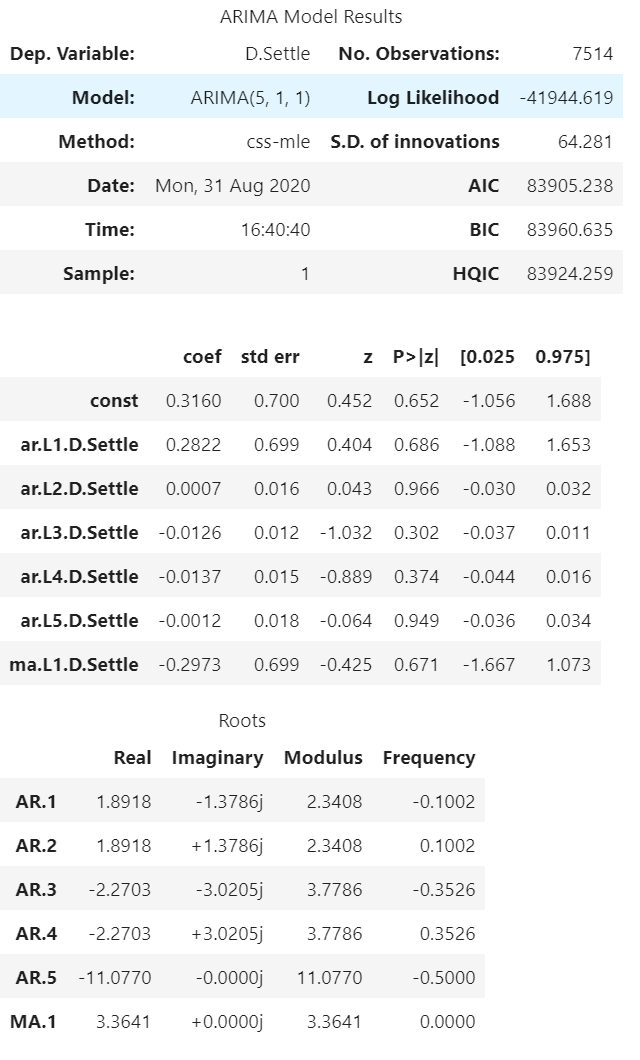 ARIMA Model Results
Dep. Variable: D.Settle No. Observations: 7514
Model: ARIMA(5, 1, 1) Log Likelihood -41944.619
Method: css-mle S.D. of innovations 64.281
Date: Mon, 31 Aug 2020 AIC 83905.238
Time: 16:40:40 BIC 83960.635
Sample: 1 HQIC 83924.259
coef std err z P>|z| [0.025 0.975]
const 0.3160 0.700 0.452 0.652 -1.056 1.688
ar.L1.D.Settle 0.2822 0.699 0.404 0.686 -1.088 1.653
ar.L2.D.Settle 0.0007 0.016 0.043 0.966 -0.030 0.032
ar.L3.D.Settle -0.0126 0.012 -1.032 0.302 -0.037 0.011
ar.L4.D.Settle -0.0137 0.015 -0.889 0.374 -0.044 0.016
ar.L5.D.Settle -0.0012 0.018 -0.064 0.949 -0.036 0.034
ma.L1.D.Settle -0.2973 0.699 -0.425 0.671 -1.667 1.073
Roots
Real Imaginary Modulus Frequency
AR.1 1.8918 -1.3786j 2.3408 -0.1002
AR.2 1.8918 +1.3786j 2.3408 0.1002
AR.3 -2.2703 -3.0205j 3.7786 -0.3526
AR.4 -2.2703 +3.0205j 3.7786 0.3526
AR.5 -11.0770 -0.0000j 11.0770 -0.5000
MA.1 3.3641 +0.0000j 3.3641 0.0000